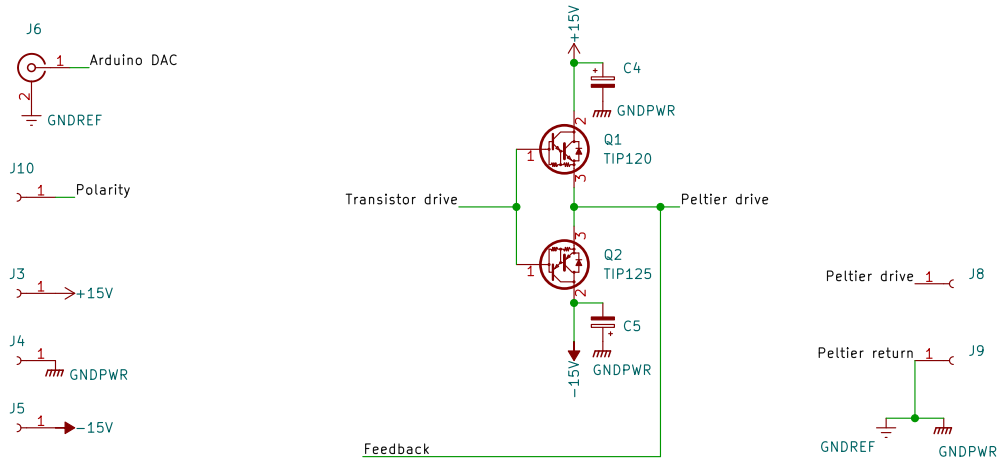 J6
1
Arduino DAC
2
GNDREF
J10
1
Polarity
J3
1
+15V
J4
1
GNDPWR
J5
1
-15V
+15V
+
C4
GNDPWR
2
Q1
TIP120
1
3
Transistor drive
Peltier drive
3
Q2
TIP125
1
2
C5
+
GNDPWR
-15V
Feedback
Peltier drive
1
J8
Peltier return
1
J9
GNDREF
GNDPWR